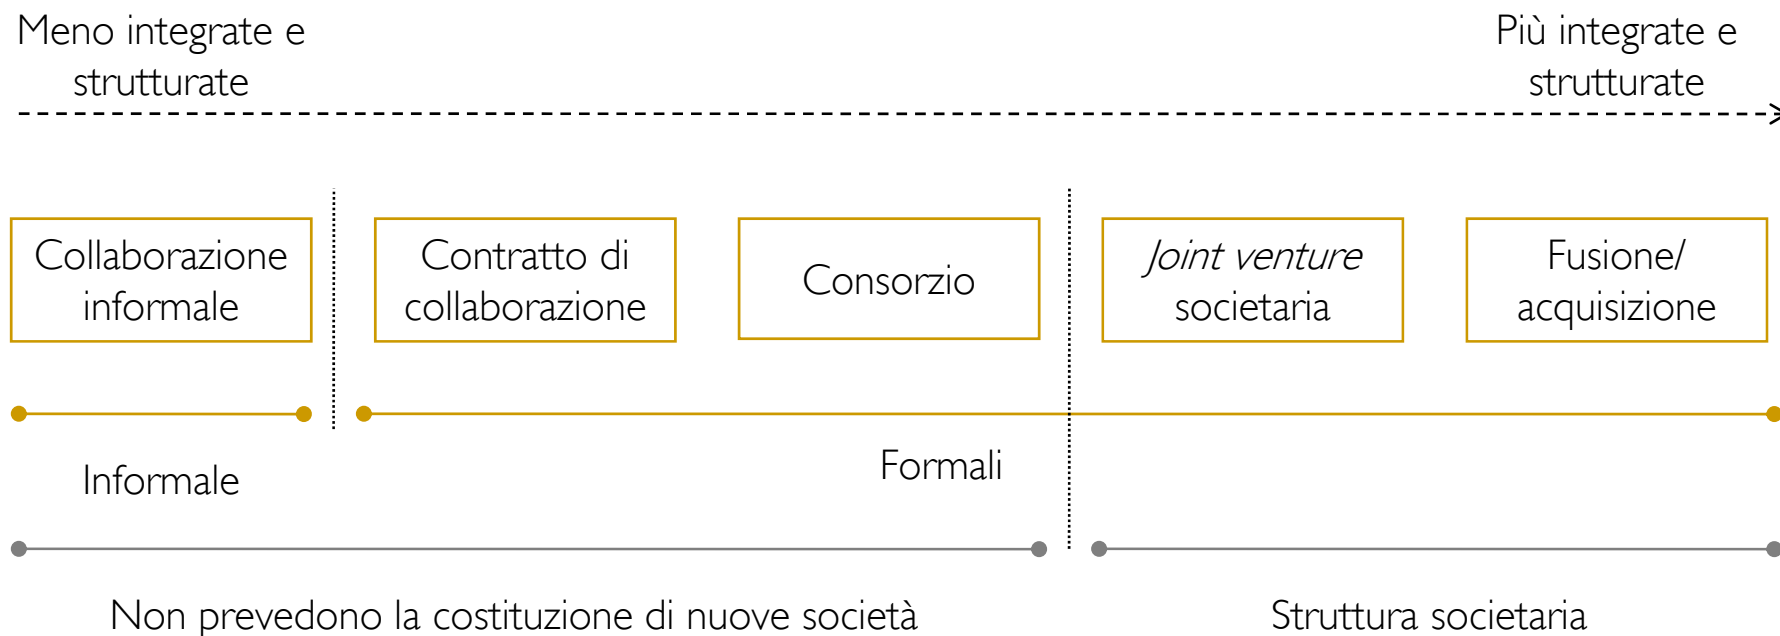 Meno integrate e
strutturate
Più integrate e
strutturate
Collaborazione
informale
Contratto di
collaborazione
Consorzio
Joint venture
societaria
Fusione/
acquisizione
Informale
Formali
Non prevedono la costituzione di nuove società
Struttura societaria